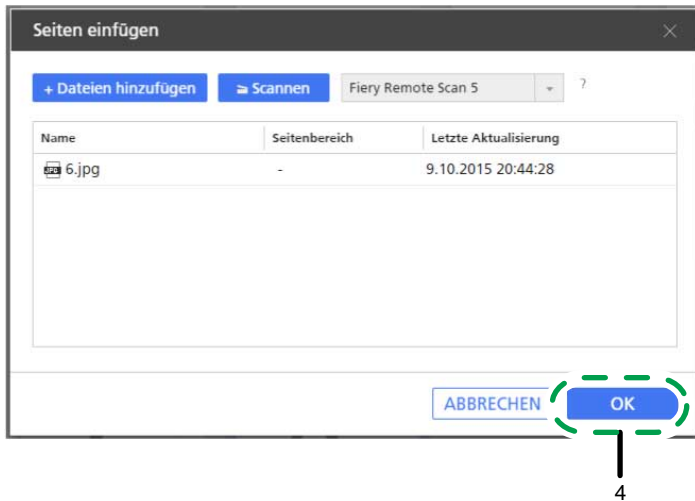 Seiten einfügen
+ Dateien hinzufügen Scannen Fiery Remote Scan 5 ?
Name Seitenbereich Letzte Aktualisierung
6.jpg - 9.10.2015 20:44:28
ABBRECHEN OK
4